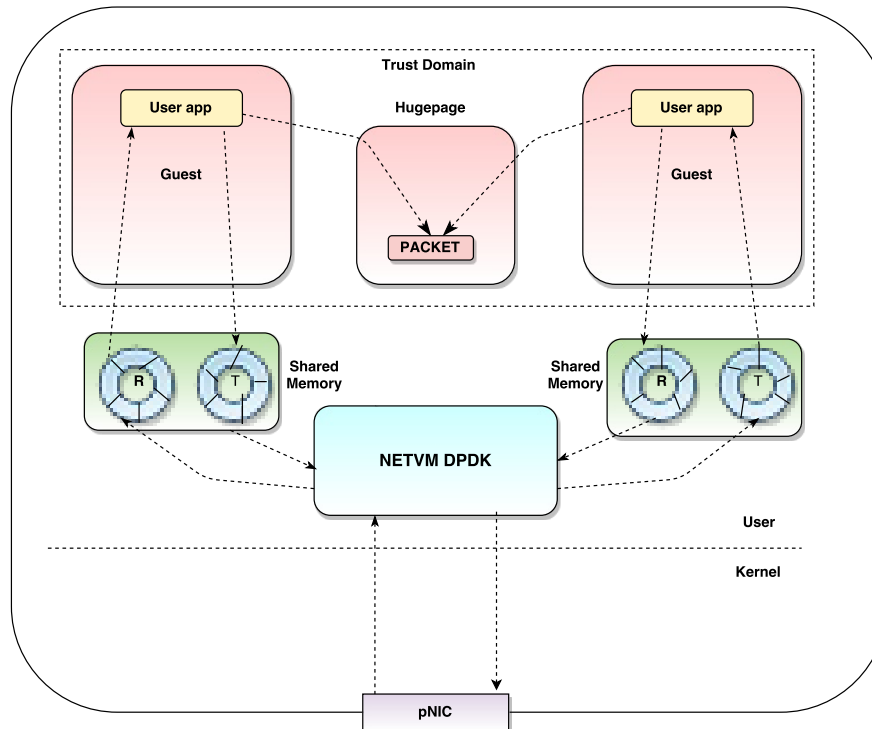 Trust Domain
User app
Hugepage
User app
Guest
Guest
PACKET
R
T
Shared
Memory
Shared
Memory
R
T
NETVM DPDK
User
Kernel
pNIC